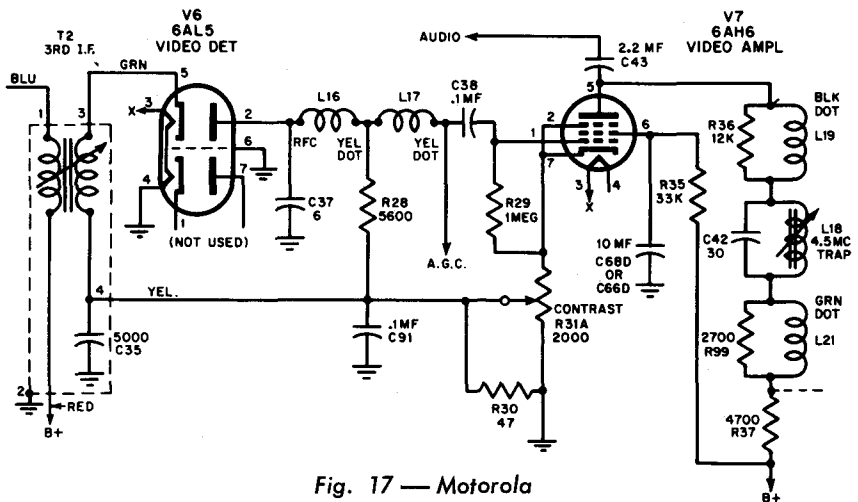 V6
6AL5
VIDEO DET
T2
3RD I.F.
BLU
GRN
1
3
5
X
3
4
2
6
7
1
(NOT USED)
L16
L17
RFC
YEL
DOT
YEL
DOT
C37
6
R28
5600
A.G.C.
C38
.1MF
AUDIO
2.2 MF
C43
V7
6AH6
VIDEO AMPL
5
2
1
7
6
3
4
X
R29
1MEG
R35
33K
10 MF
C68D
OR
C66D
R36
12K
BLK
DOT
L19
C42
30
L18
4.5MC
TRAP
GRN
DOT
2700
R99
L21
4700
R37
B+
4
YEL.
5000
C35
2
RED
B+
.1MF
C91
CONTRAST
R31A
2000
R30
47
Fig. 17 — Motorola